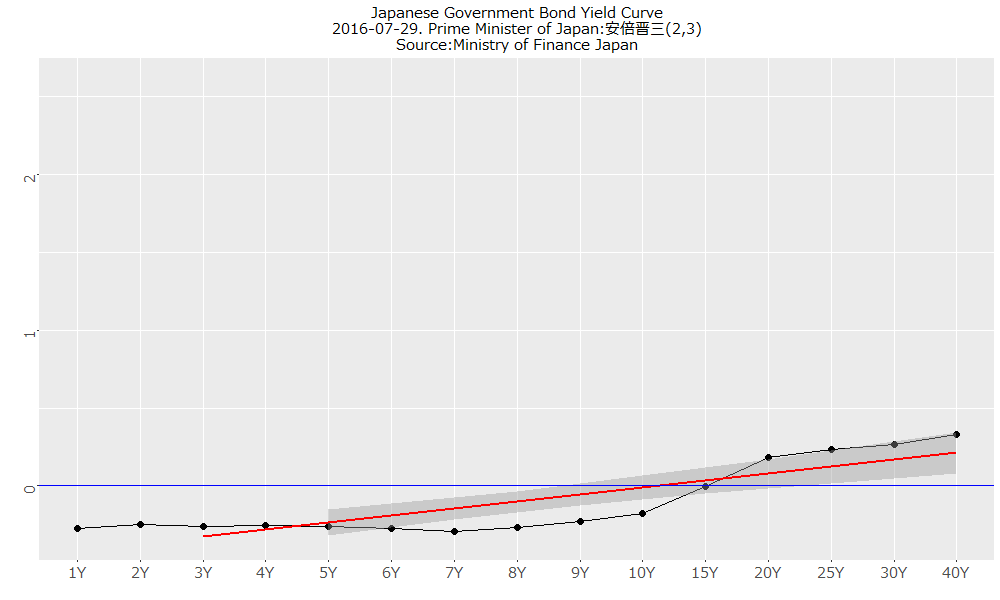 Japanese Government Bond Yield Curve
2016-07-29. Prime Minister of Japan:安倍晋三(2,3)
Source:Ministry of Finance Japan
2
1
0
1Y 2Y 3Y 4Y 5Y 6Y 7Y 8Y 9Y 10Y 15Y 20Y 25Y 30Y 40Y